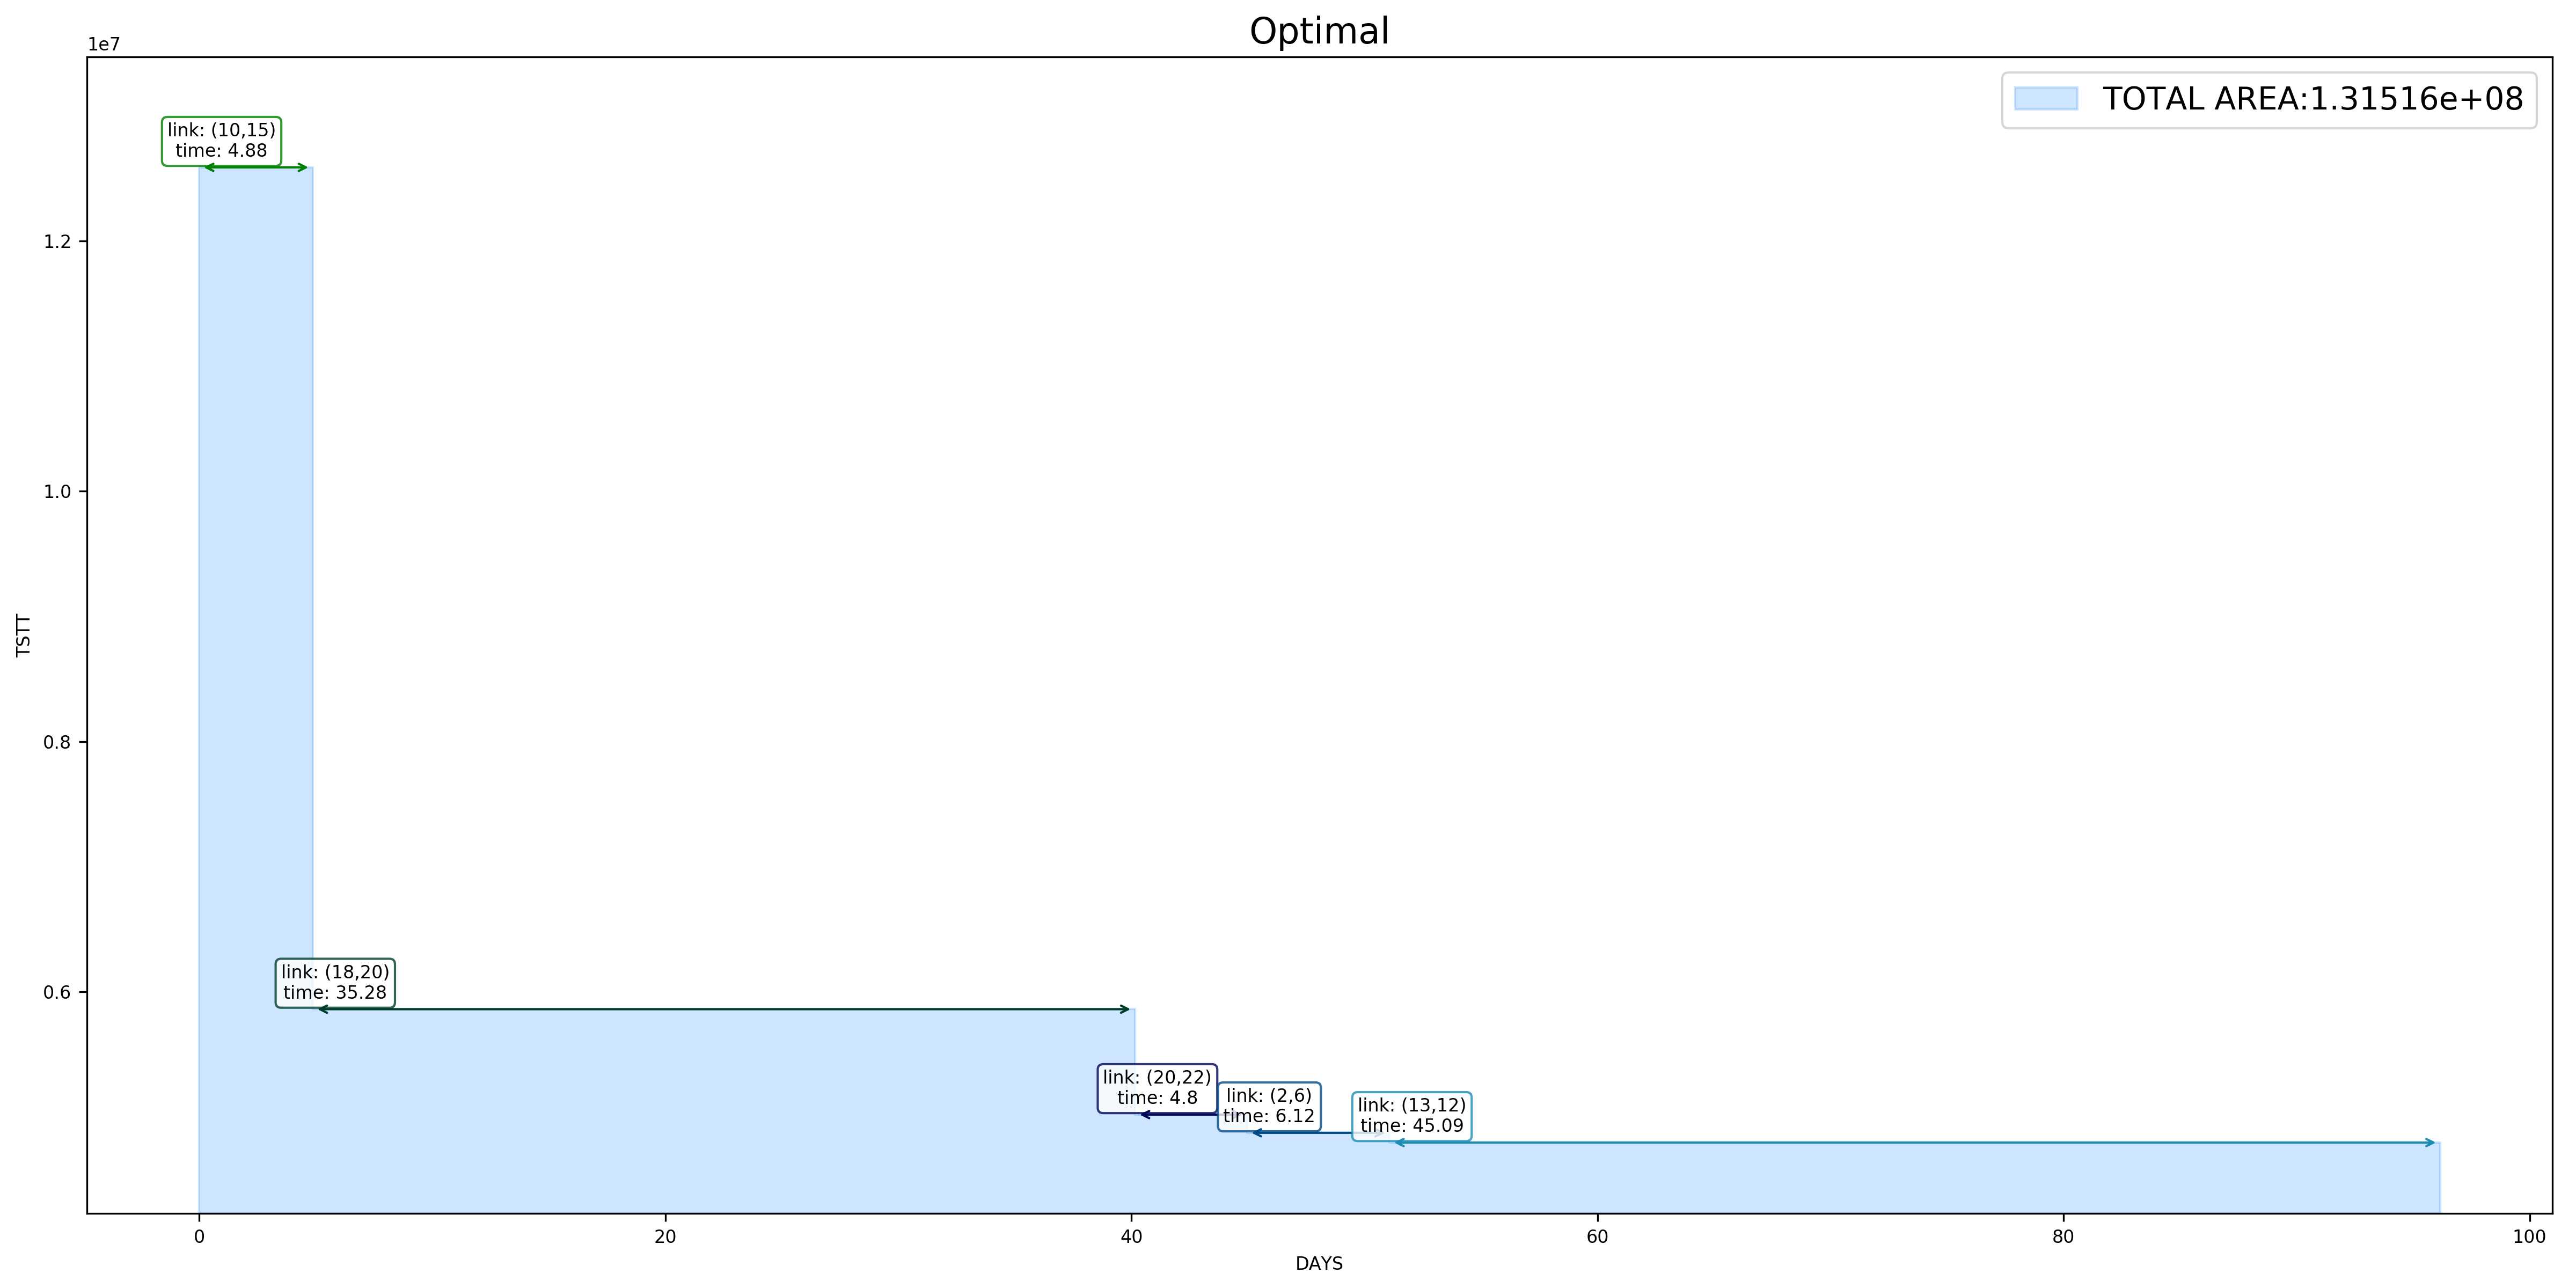 Optimal
1e7
TOTAL AREA:1.31516e+08
link: (10,15)
time: 4.88
1.2
1.0
0.8
0.6
TSTT
link: (18,20)
time: 35.28
link: (20,22)
time: 4.8
link: (2,6)
time: 6.12
link: (13,12)
time: 45.09
0 20 40 60 80 100
DAYS